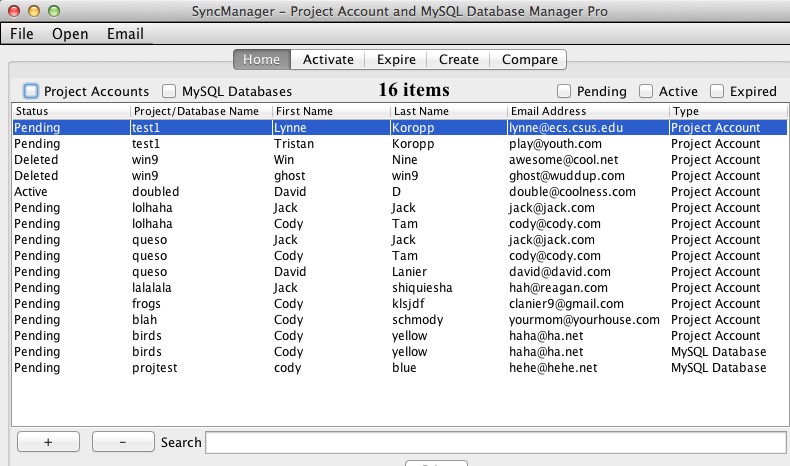 SyncManager – Project Account and MySQL Database Manager Pro
File Open Email
Home Activate Expire Create Compare
Project Accounts MySQL Databases 16 items Pending Active Expired
Status Project/Database Name First Name Last Name Email Address Type
Pending test1 Lynne Koropp lynne@ecs.csus.edu Project Account
Pending test1 Tristan Koropp play@youth.com Project Account
Deleted win9 Win Nine awesome@cool.net Project Account
Deleted win9 ghost win9 ghost@wuddup.com Project Account
Active doubled David D double@coolness.com Project Account
Pending lolhaha Jack Jack jack@jack.com Project Account
Pending lolhaha Cody Tam cody@cody.com Project Account
Pending queso Jack Jack jack@jack.com Project Account
Pending queso Cody Tam cody@cody.com Project Account
Pending queso David Lanier david@david.com Project Account
Pending lalalala Jack shiquiesha hah@reagan.com Project Account
Pending frogs Cody klsjdf clanier9@gmail.com Project Account
Pending blah Cody schmody yourmom@yourhouse.com Project Account
Pending birds Cody yellow haha@ha.net Project Account
Pending birds Cody yellow haha@ha.net MySQL Database
Pending projtest cody blue hehe@hehe.net MySQL Database
+ - Search